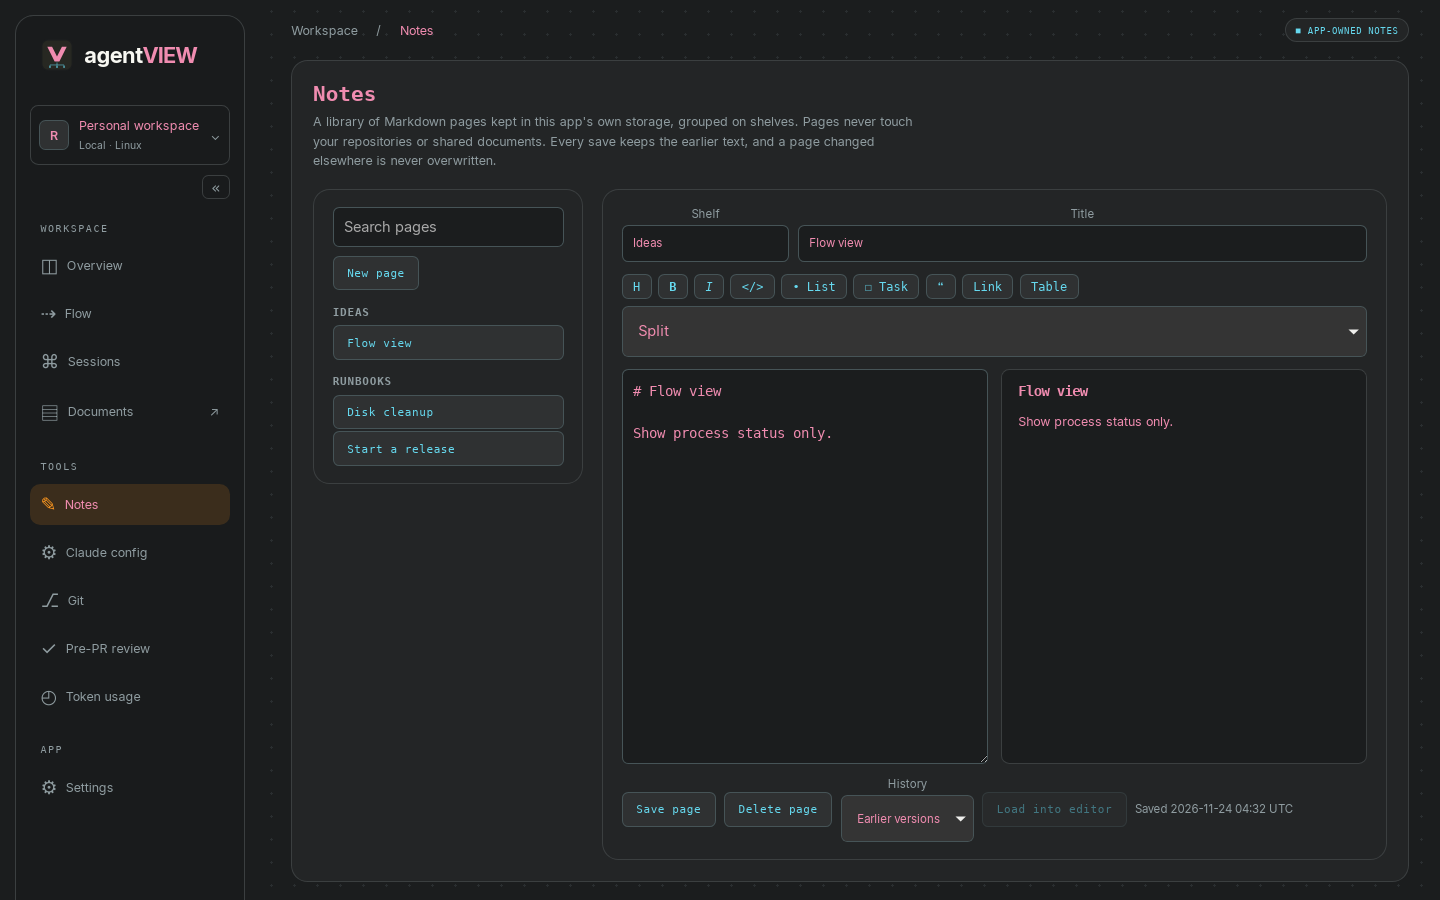 agentVIEW
R
Personal workspace
Local · Linux
«
WORKSPACE
Overview
Flow
Sessions
Documents
TOOLS
Notes
Claude config
Git
Pre-PR review
Token usage
APP
Settings
Workspace / Notes
APP-OWNED NOTES
Notes
A library of Markdown pages kept in this app's own storage, grouped on shelves. Pages never touch
your repositories or shared documents. Every save keeps the earlier text, and a page changed
elsewhere is never overwritten.
Search pages
New page
IDEAS
Flow view
RUNBOOKS
Disk cleanup
Start a release
Shelf
Title
Ideas
Flow view
H B I </> • List ☐ Task “ Link Table
Split
# Flow view
Show process status only.
Flow view
Show process status only.
History
Save page
Delete page
Earlier versions
Load into editor
Saved 2026-11-24 04:32 UTC